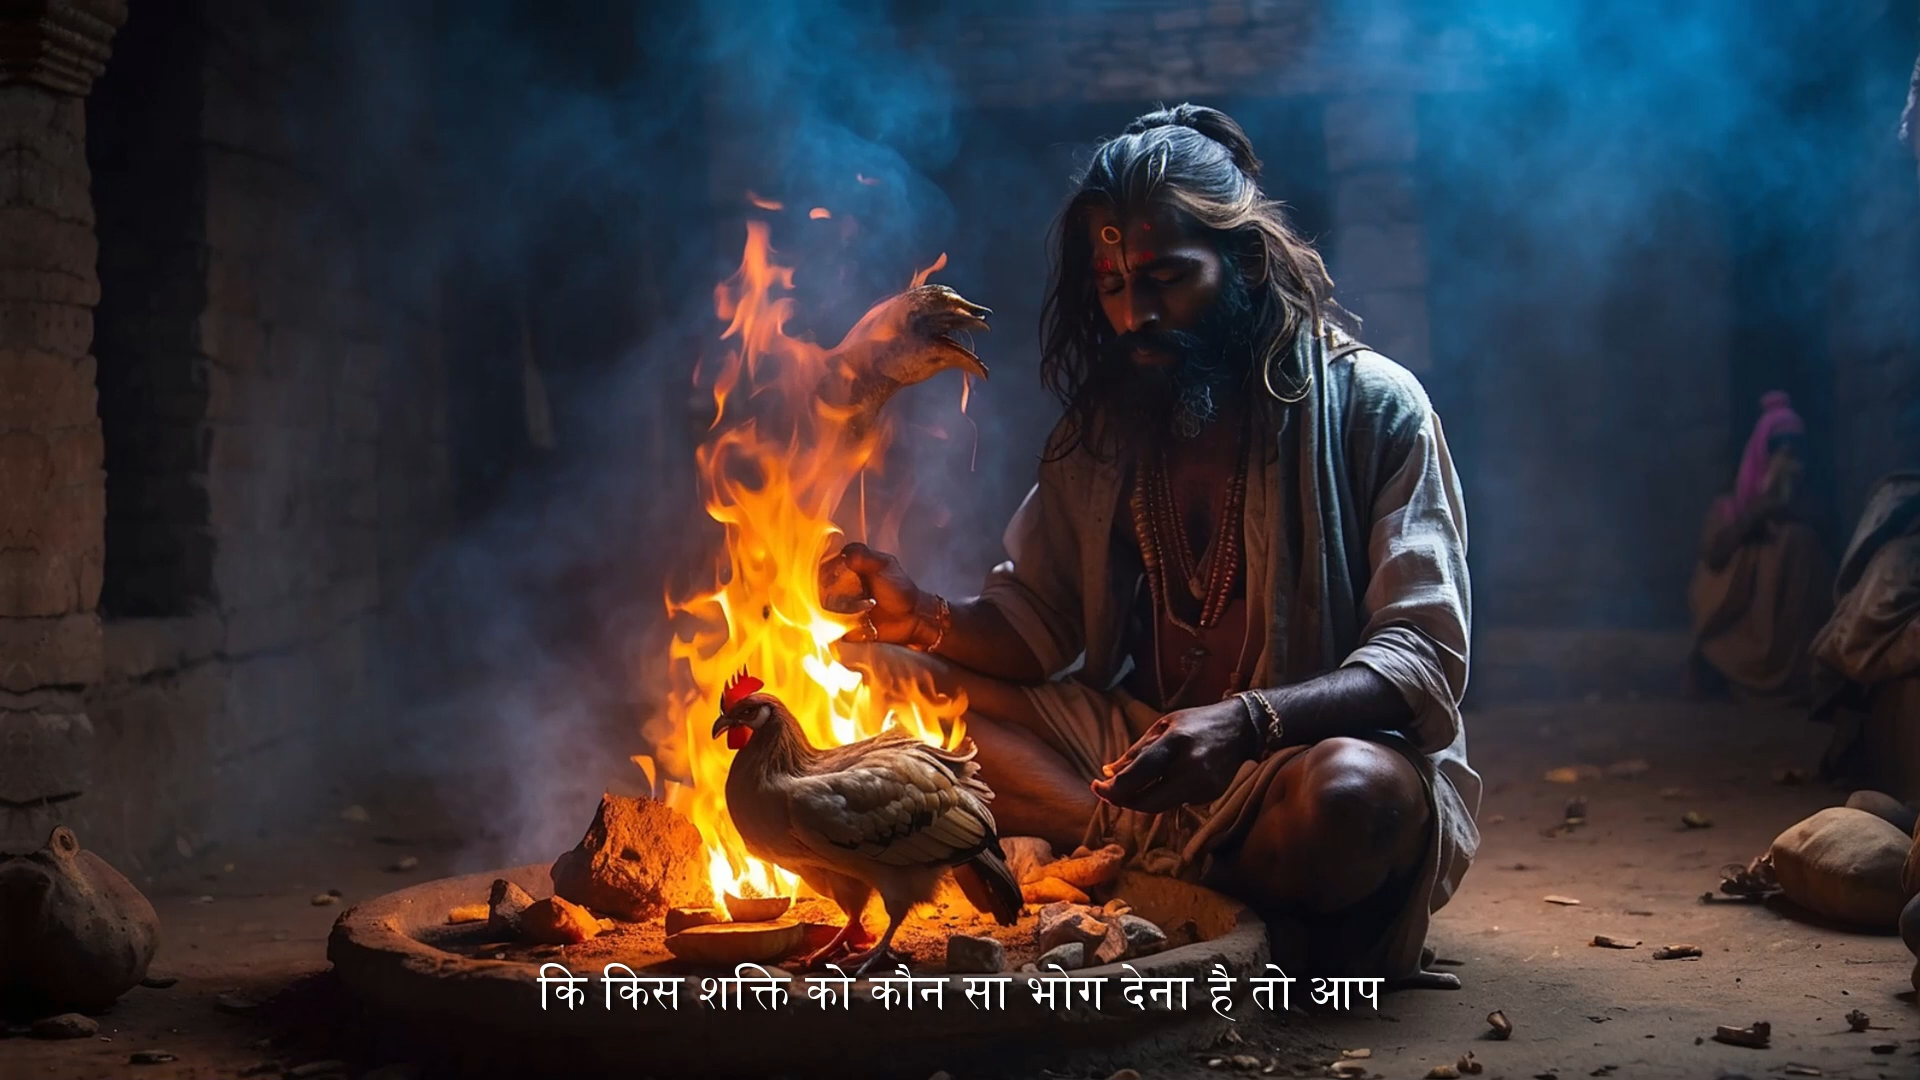 कि किस शक्ति को कौन सा भोग देना है तो आप